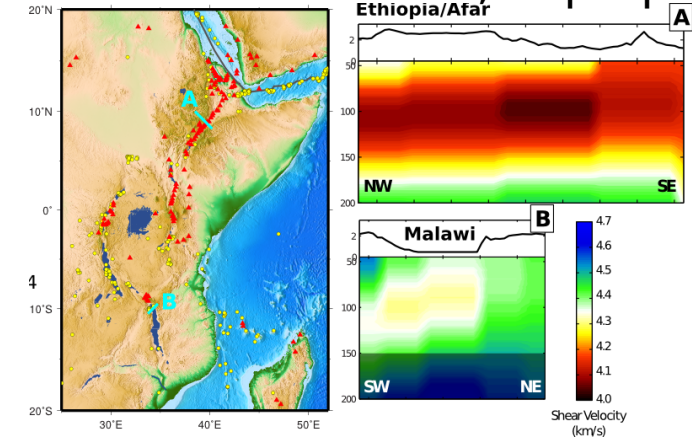 Ethiopia/Afar
A
2
50
100
150
200
NW
SE
B
2
0
Malawi
50
100
150
200
SW
NE
4.7
4.6
4.5
4.4
4.3
4.2
4.1
4.0
Shear Velocity
(km/s)
20˚N
10˚N
0˚
10˚S
20˚S
30˚E
40˚E
50˚E
A
B
4